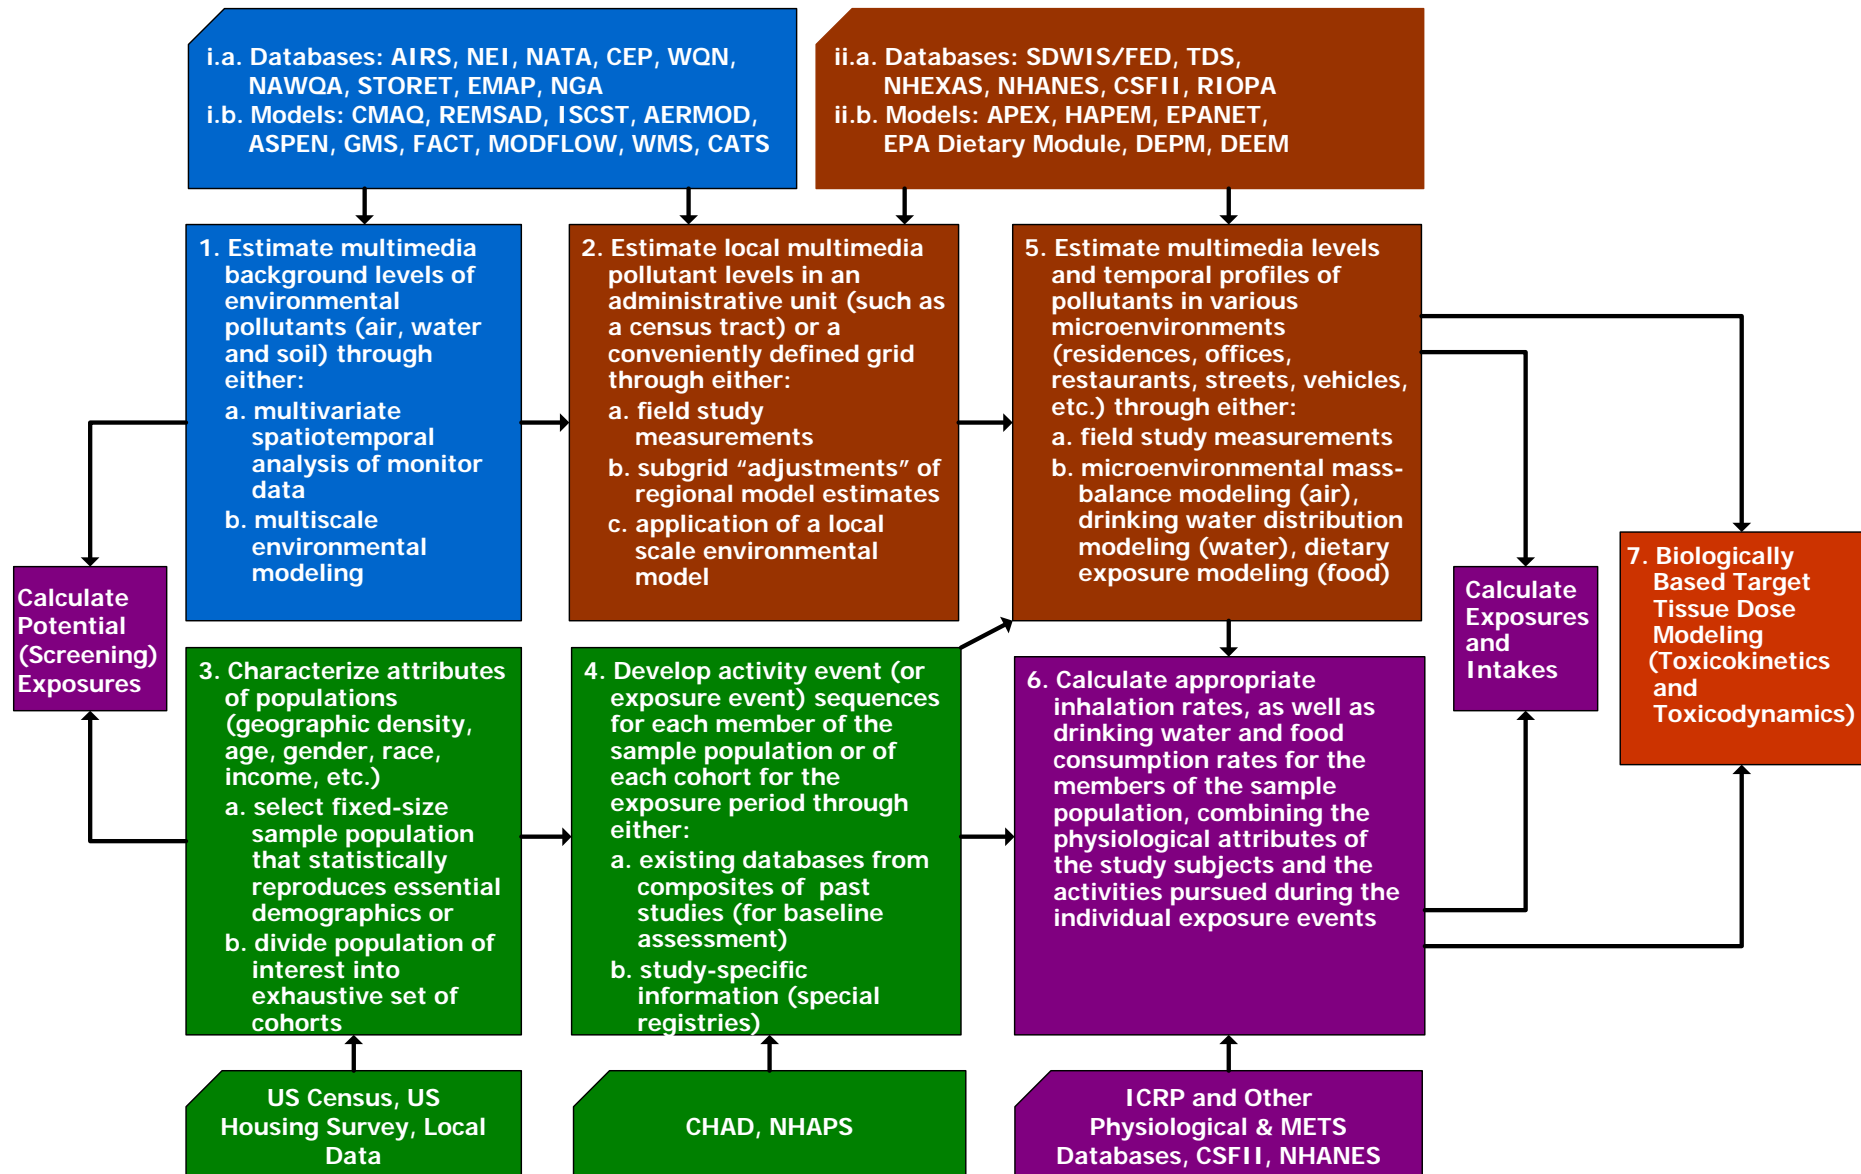 i.a. Databases: AIRS, NEI, NATA, CEP, WQN,
NAWQA, STORET, EMAP, NGA
i.b. Models: CMAQ, REMSAD, ISCST, AERMOD,
ASPEN, GMS, FACT, MODFLOW, WMS, CATS
ii.a. Databases: SDWIS/FED, TDS,
NHEXAS, NHANES, CSFII, RIOPA
ii.b. Models: APEX, HAPEM, EPANET,
EPA Dietary Module, DEPM, DEEM
1. Estimate multimedia
background levels of
environmental
pollutants (air, water
and soil) through
either:
a. multivariate
spatiotemporal
analysis of monitor
data
b. multiscale
environmental
modeling
2. Estimate local multimedia
pollutant levels in an
administrative unit (such as
a census tract) or a
conveniently defined grid
through either:
a. field study
measurements
b. subgrid “adjustments” of
regional model estimates
c. application of a local
scale environmental
model
5. Estimate multimedia levels
and temporal profiles of
pollutants in various
microenvironments
(residences, offices,
restaurants, streets, vehicles,
etc.) through either:
a. field study measurements
b. microenvironmental mass-
balance modeling (air),
drinking water distribution
modeling (water), dietary
exposure modeling (food)
Calculate
Potential
(Screening)
Exposures
Calculate
Exposures
and
Intakes
7. Biologically
Based Target
Tissue Dose
Modeling
(Toxicokinetics
and
Toxicodynamics)
3. Characterize attributes
of populations
(geographic density,
age, gender, race,
income, etc.)
a. select fixed-size
sample population
that statistically
reproduces essential
demographics or
b. divide population of
interest into
exhaustive set of
cohorts
4. Develop activity event (or
exposure event) sequences
for each member of the
sample population or of
each cohort for the
exposure period through
either:
a. existing databases from
composites of past
studies (for baseline
assessment)
b. study-specific
information (special
registries)
6. Calculate appropriate
inhalation rates, as well as
drinking water and food
consumption rates for the
members of the sample
population, combining the
physiological attributes of
the study subjects and the
activities pursued during the
individual exposure events
US Census, US
Housing Survey, Local
Data
CHAD, NHAPS
ICRP and Other
Physiological & METS
Databases, CSFII, NHANES